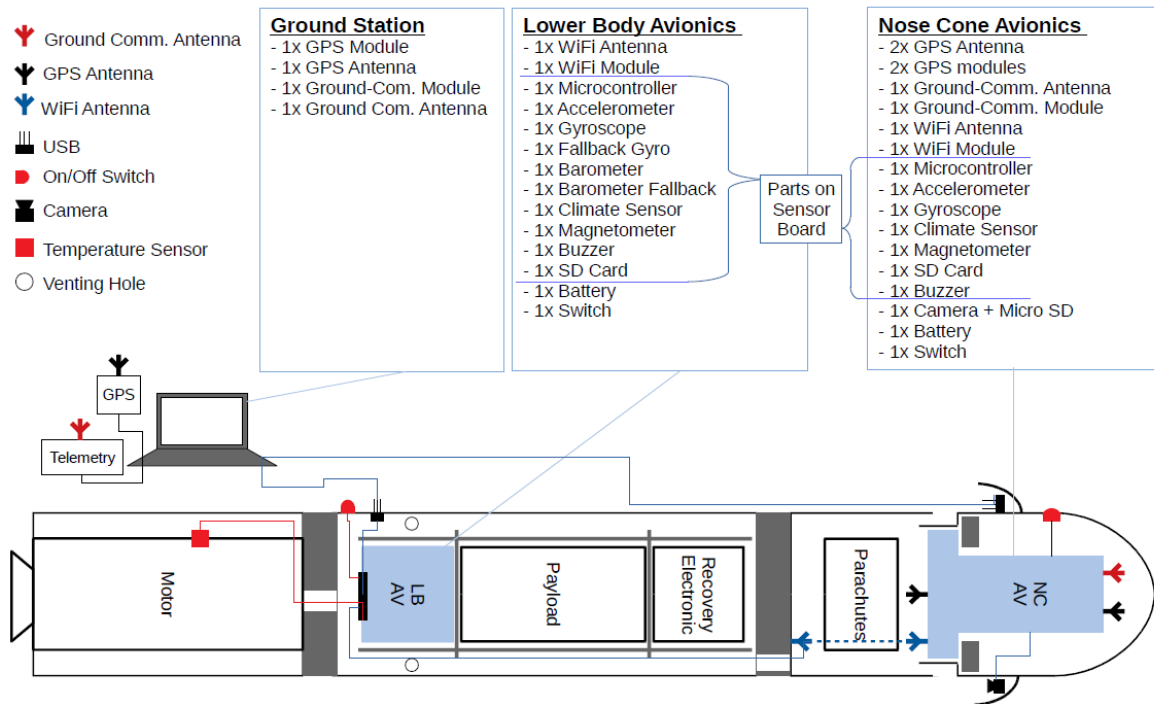 Ground Comm. Antenna
GPS Antenna
WiFi Antenna
USB
On/Off Switch
Camera
Temperature Sensor
Venting Hole
Ground Station
- 1x GPS Module
- 1x GPS Antenna
- 1x Ground-Com. Module
- 1x Ground Com. Antenna
Lower Body Avionics
- 1x WiFi Antenna
- 1x WiFi Module
- 1x Microcontroller
- 1x Accelerometer
- 1x Gyroscope
- 1x Fallback Gyro
- 1x Barometer
- 1x Barometer Fallback
- 1x Climate Sensor
- 1x Magnetometer
- 1x Buzzer
- 1x SD Card
- 1x Battery
- 1x Switch
Parts on
Sensor
Board
Nose Cone Avionics
- 2x GPS Antenna
- 2x GPS modules
- 1x Ground-Comm. Antenna
- 1x Ground-Comm. Module
- 1x WiFi Antenna
- 1x WiFi Module
- 1x Microcontroller
- 1x Accelerometer
- 1x Gyroscope
- 1x Climate Sensor
- 1x Magnetometer
- 1x SD Card
- 1x Buzzer
- 1x Camera + Micro SD
- 1x Battery
- 1x Switch
GPS
Telemetry
Motor
LB
AV
Payload
Recovery
Electronic
Parachutes
NC
AV